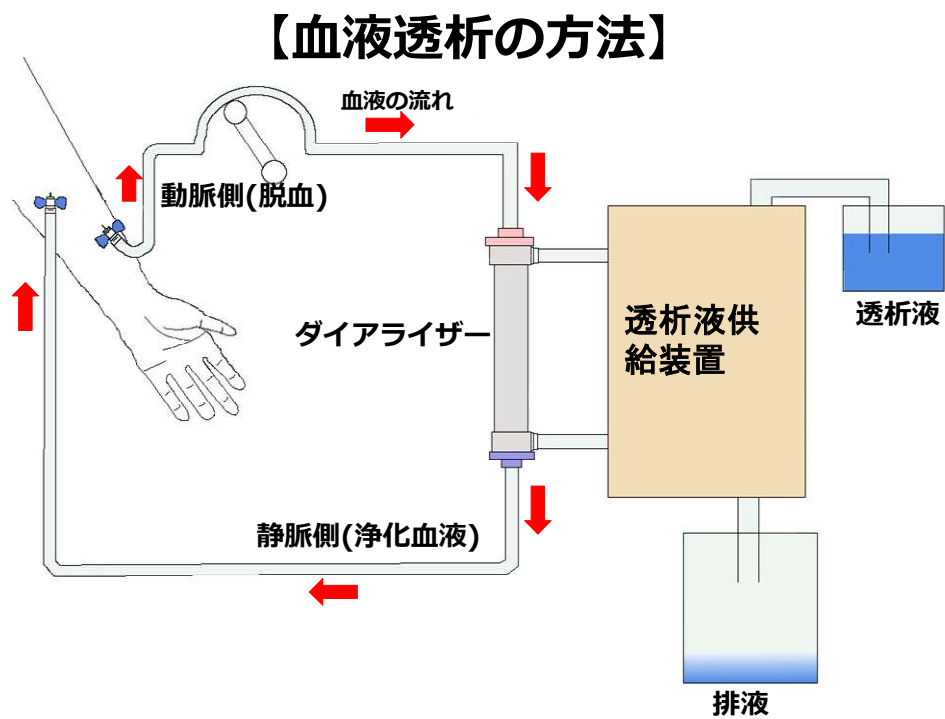 【血液透析の方法】
血液の流れ
動脈側(脱血)
ダイアライザー
透析液供
給装置
透析液
静脈側(浄化血液)
排液